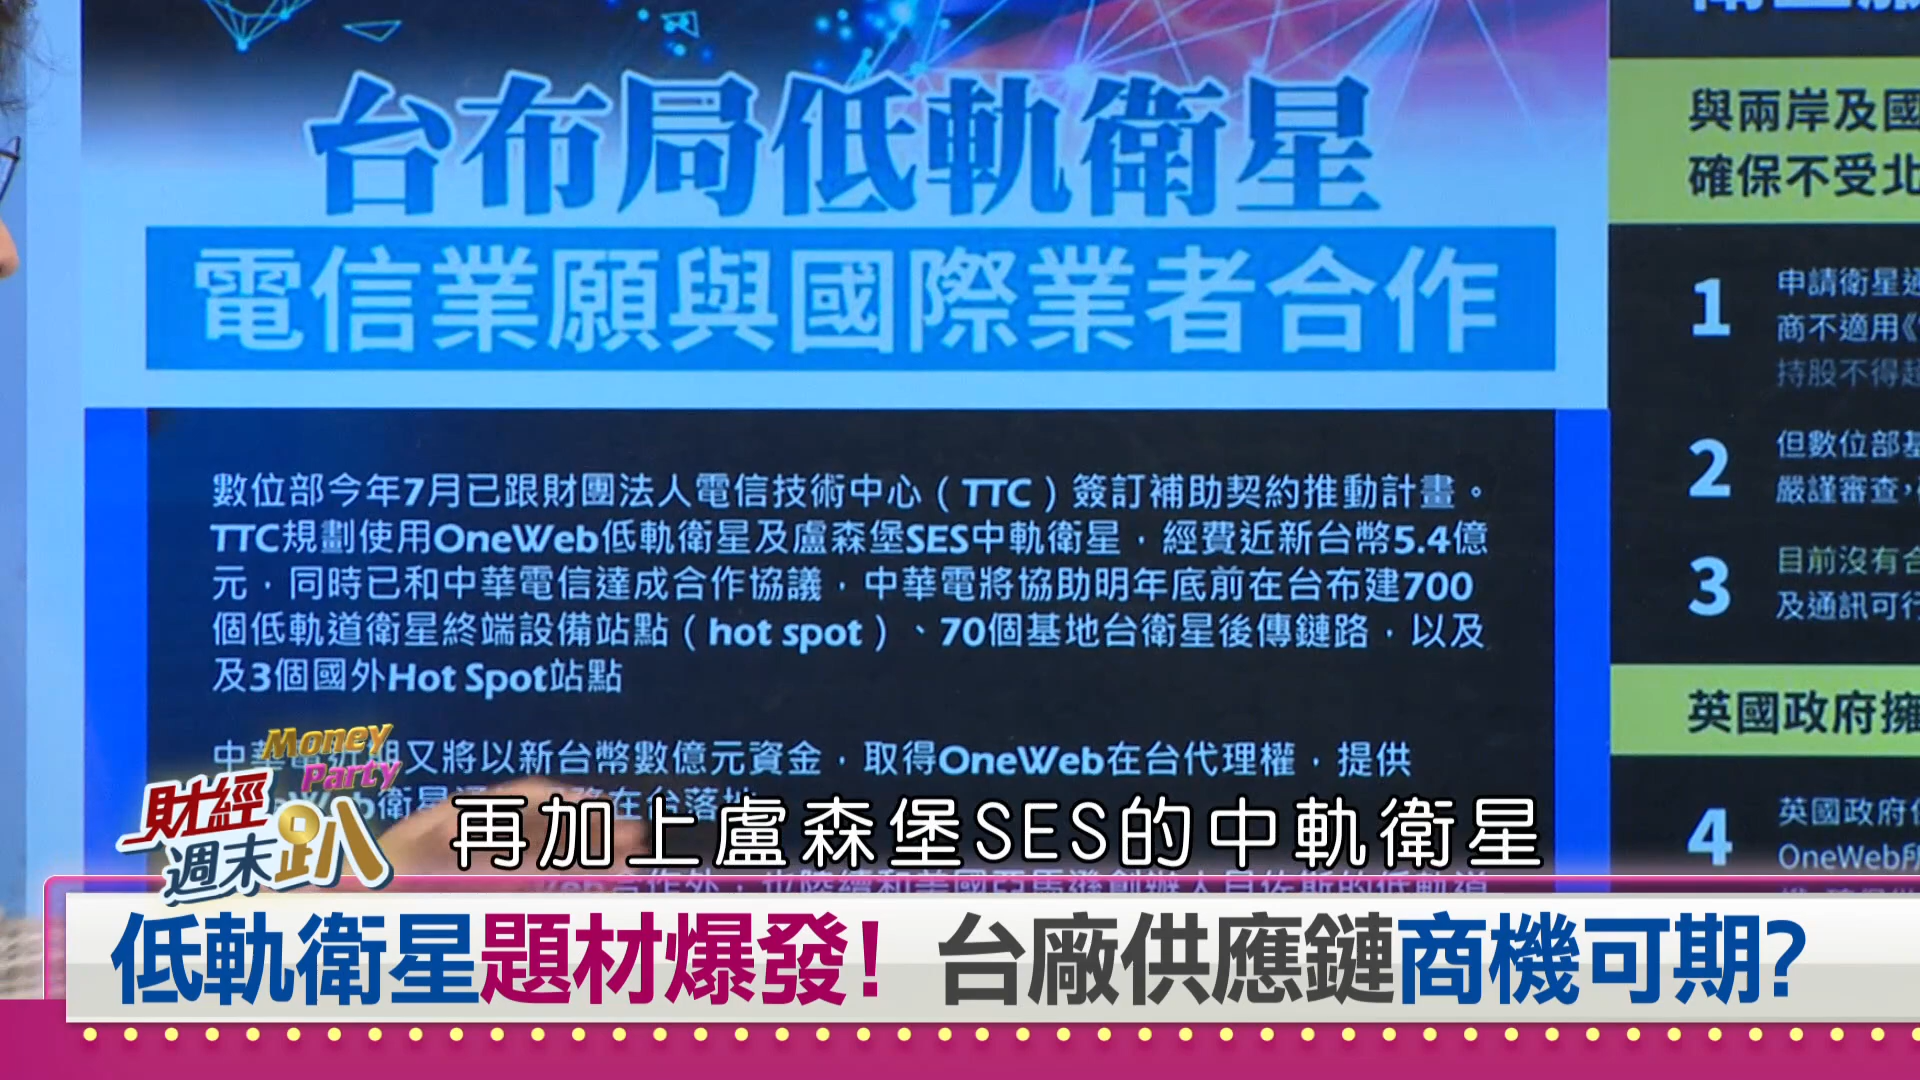 台布局低軌衛星
電信業願與國際業者合作
數位部今年7月已跟財團法人電信技術中心（TTC）簽訂補助契約推動計畫。
TTC規劃使用OneWeb低軌衛星及盧森堡SES中軌衛星，經費近新台幣5.4億
元，同時已和中華電信達成合作協議，中華電將協助明年底前在台布建700
個低軌道衛星終端設備站點（hot spot）、70個基地台衛星後傳鏈路，以及
及3個國外Hot Spot站點
又將以新台幣數億元資金，取得OneWeb在台代理權，提供
與兩岸及國
確保不受北
1
申請衛星通
商不適用《
持股不得超
2
但數位部基
嚴謹審查，
3
目前沒有合
及通訊可行
英國政府擁
4
英國政府
OneWeb所
Money
Party
財經
週末趴
再加上盧森堡SES的中軌衛星
低軌衛星題材爆發！台廠供應鏈商機可期？